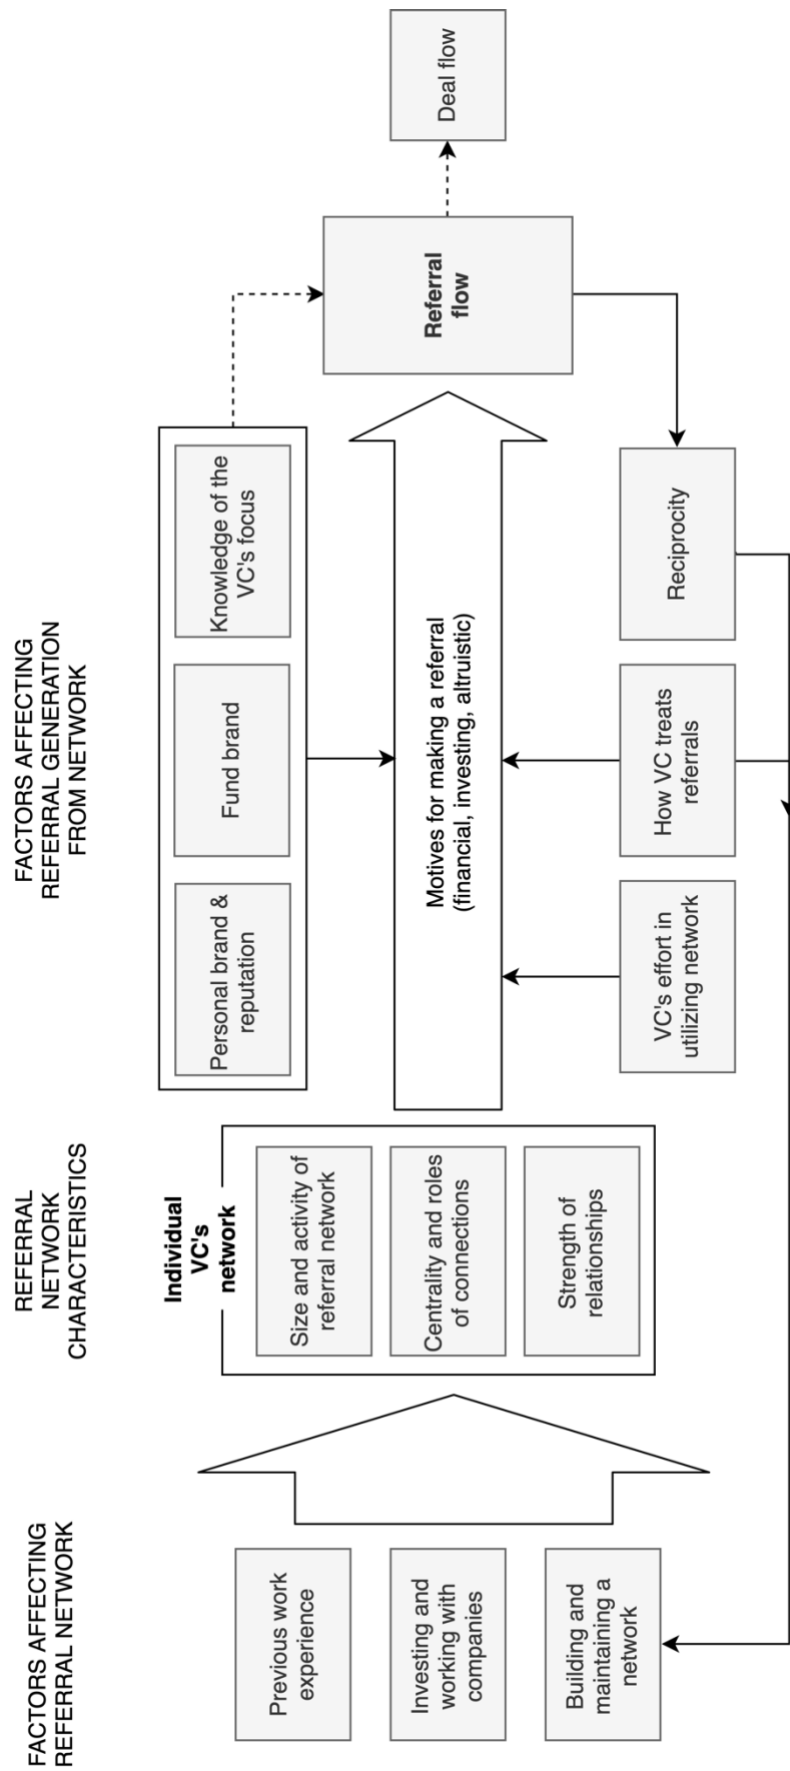 FACTORS AFFECTING
REFERRAL NETWORK
REFERRAL
NETWORK
CHARACTERISTICS
FACTORS AFFECTING
REFERRAL GENERATION
FROM NETWORK
Previous work
experience
Investing and
working with
companies
Building and
maintaining a
network
Individual
VC's
network
Size and activity of
referral network
Centrality and roles
of connections
Strength of
relationships
Personal brand &
reputation
Fund brand
Knowledge of the
VC's focus
Motives for making a referral
(financial, investing, altruistic)
VC's effort in
utilizing network
How VC treats
referrals
Reciprocity
Referral
flow
Deal flow